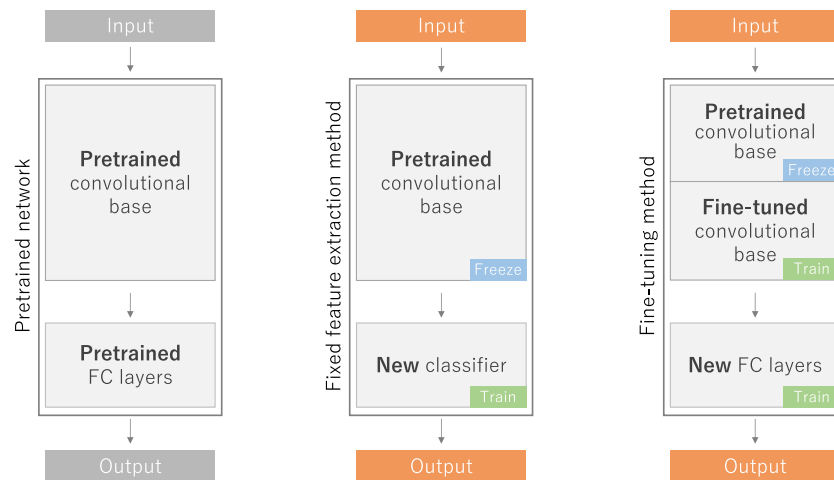 Input
Pretrained network
Pretrained
convolutional
base
Pretrained
FC layers
Output
Input
Fixed feature extraction method
Pretrained
convolutional
base
Freeze
New classifier
Train
Output
Input
Fine-tuning method
Pretrained
convolutional
base
Freeze
Fine-tuned
convolutional
base
Train
New FC layers
Train
Output